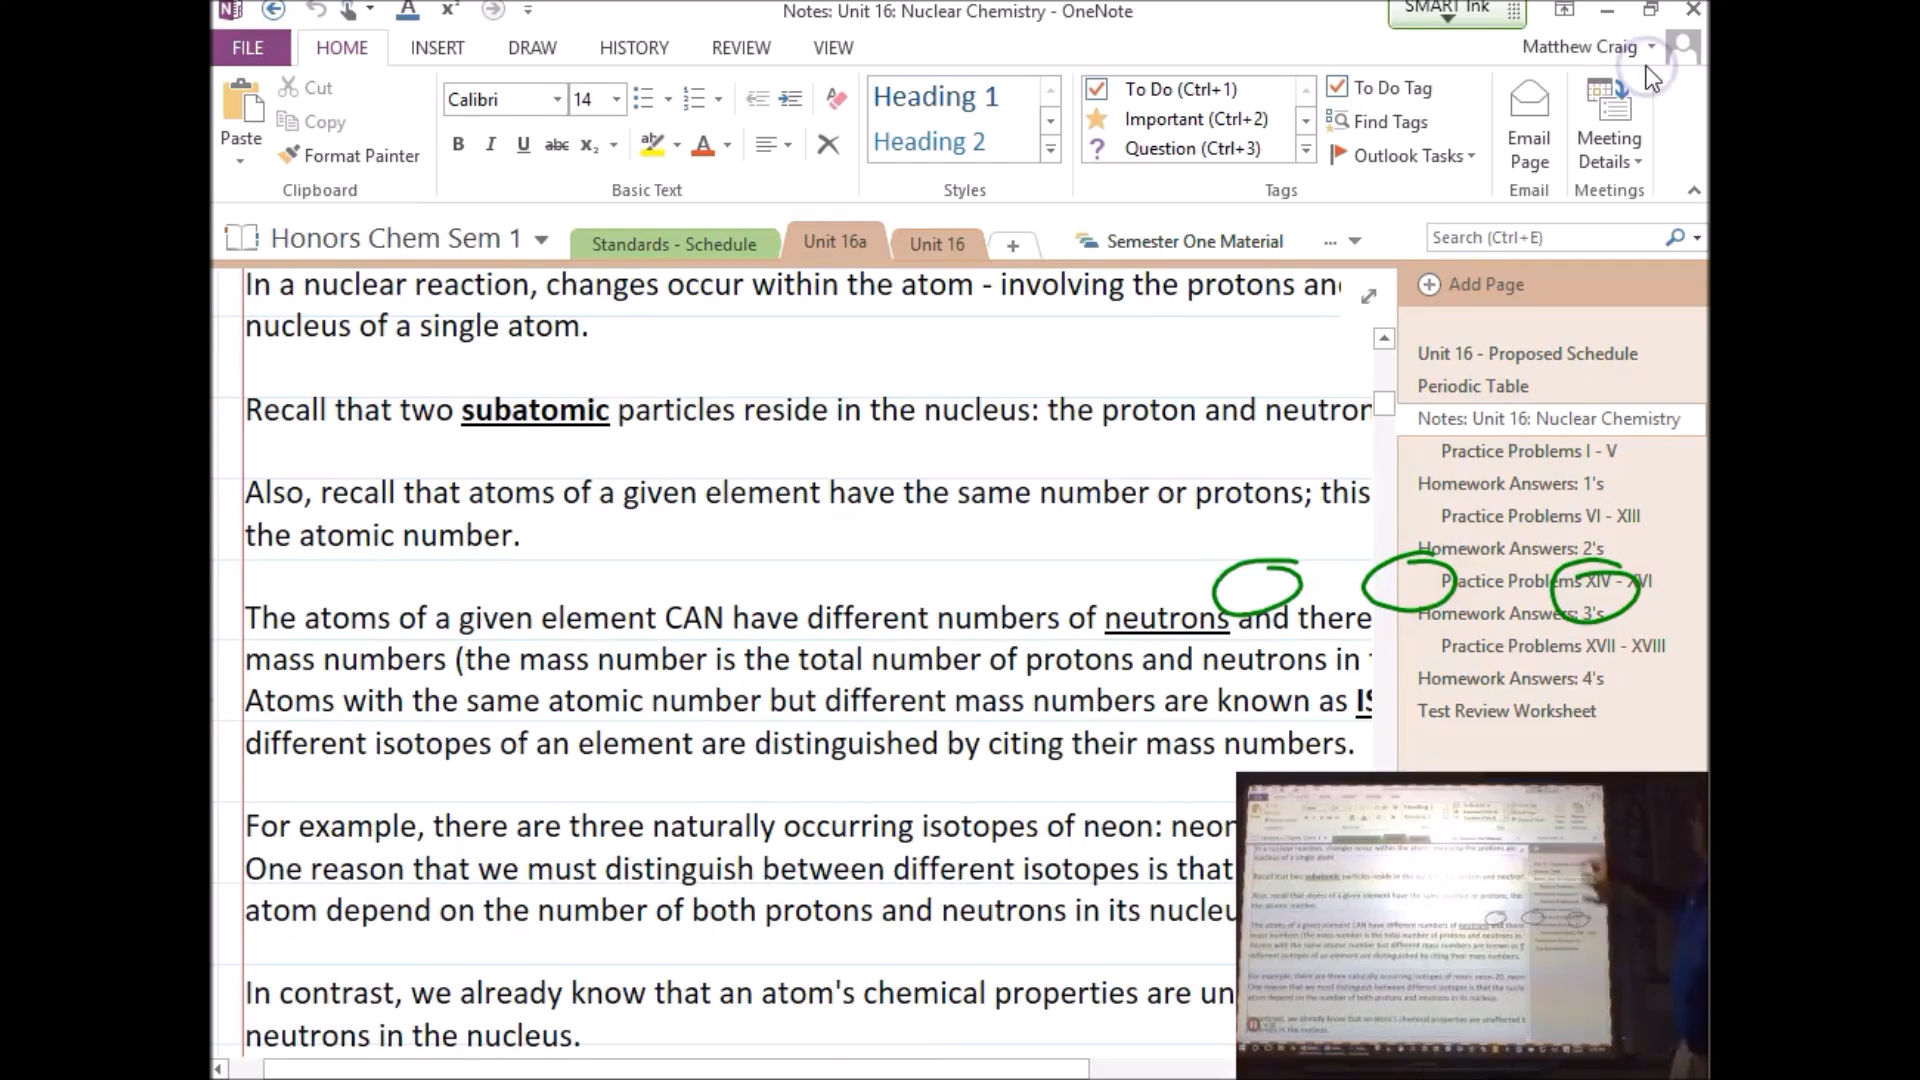 Notes: Unit 16: Nuclear Chemistry - OneNote
SMART Ink
FILE HOME INSERT DRAW HISTORY REVIEW VIEW
Matthew Craig
Paste
Cut
Copy
Format Painter
Clipboard
Calibri 14
Basic Text
Heading 1
Heading 2
Styles
To Do (Ctrl+1)
Important (Ctrl+2)
Question (Ctrl+3)
To Do Tag
Find Tags
Outlook Tasks
Tags
Email Page
Email
Meeting Details
Meetings
Honors Chem Sem 1
Standards - Schedule
Unit 16a
Unit 16
Semester One Material
Search (Ctrl+E)
In a nuclear reaction, changes occur within the atom - involving the protons
nucleus of a single atom.
Recall that two subatomic particles reside in the nucleus: the proton and
Also, recall that atoms of a given element have the same number or protons; this
the atomic number.
The atoms of a given element CAN have different numbers of neutrons and there
mass numbers (the mass number is the total number of protons and neutrons in
Atoms with the same atomic number but different mass numbers are known as
different isotopes of an element are distinguished by citing their mass numbers.
For example, there are three naturally occurring isotopes of neon:
One reason that we must distinguish between different isotopes is that
atom depend on the number of both protons and neutrons in its
In contrast, we already know that an atom's chemical properties are
neutrons in the nucleus.
Add Page
Unit 16 - Proposed Schedule
Periodic Table
Notes: Unit 16: Nuclear Chemistry
Practice Problems I - V
Homework Answers: 1's
Practice Problems VI - XIII
Homework Answers: 2's
Practice Problems XIV - XVI
Homework Answers: 3's
Practice Problems XVII - XVIII
Homework Answers: 4's
Test Review Worksheet